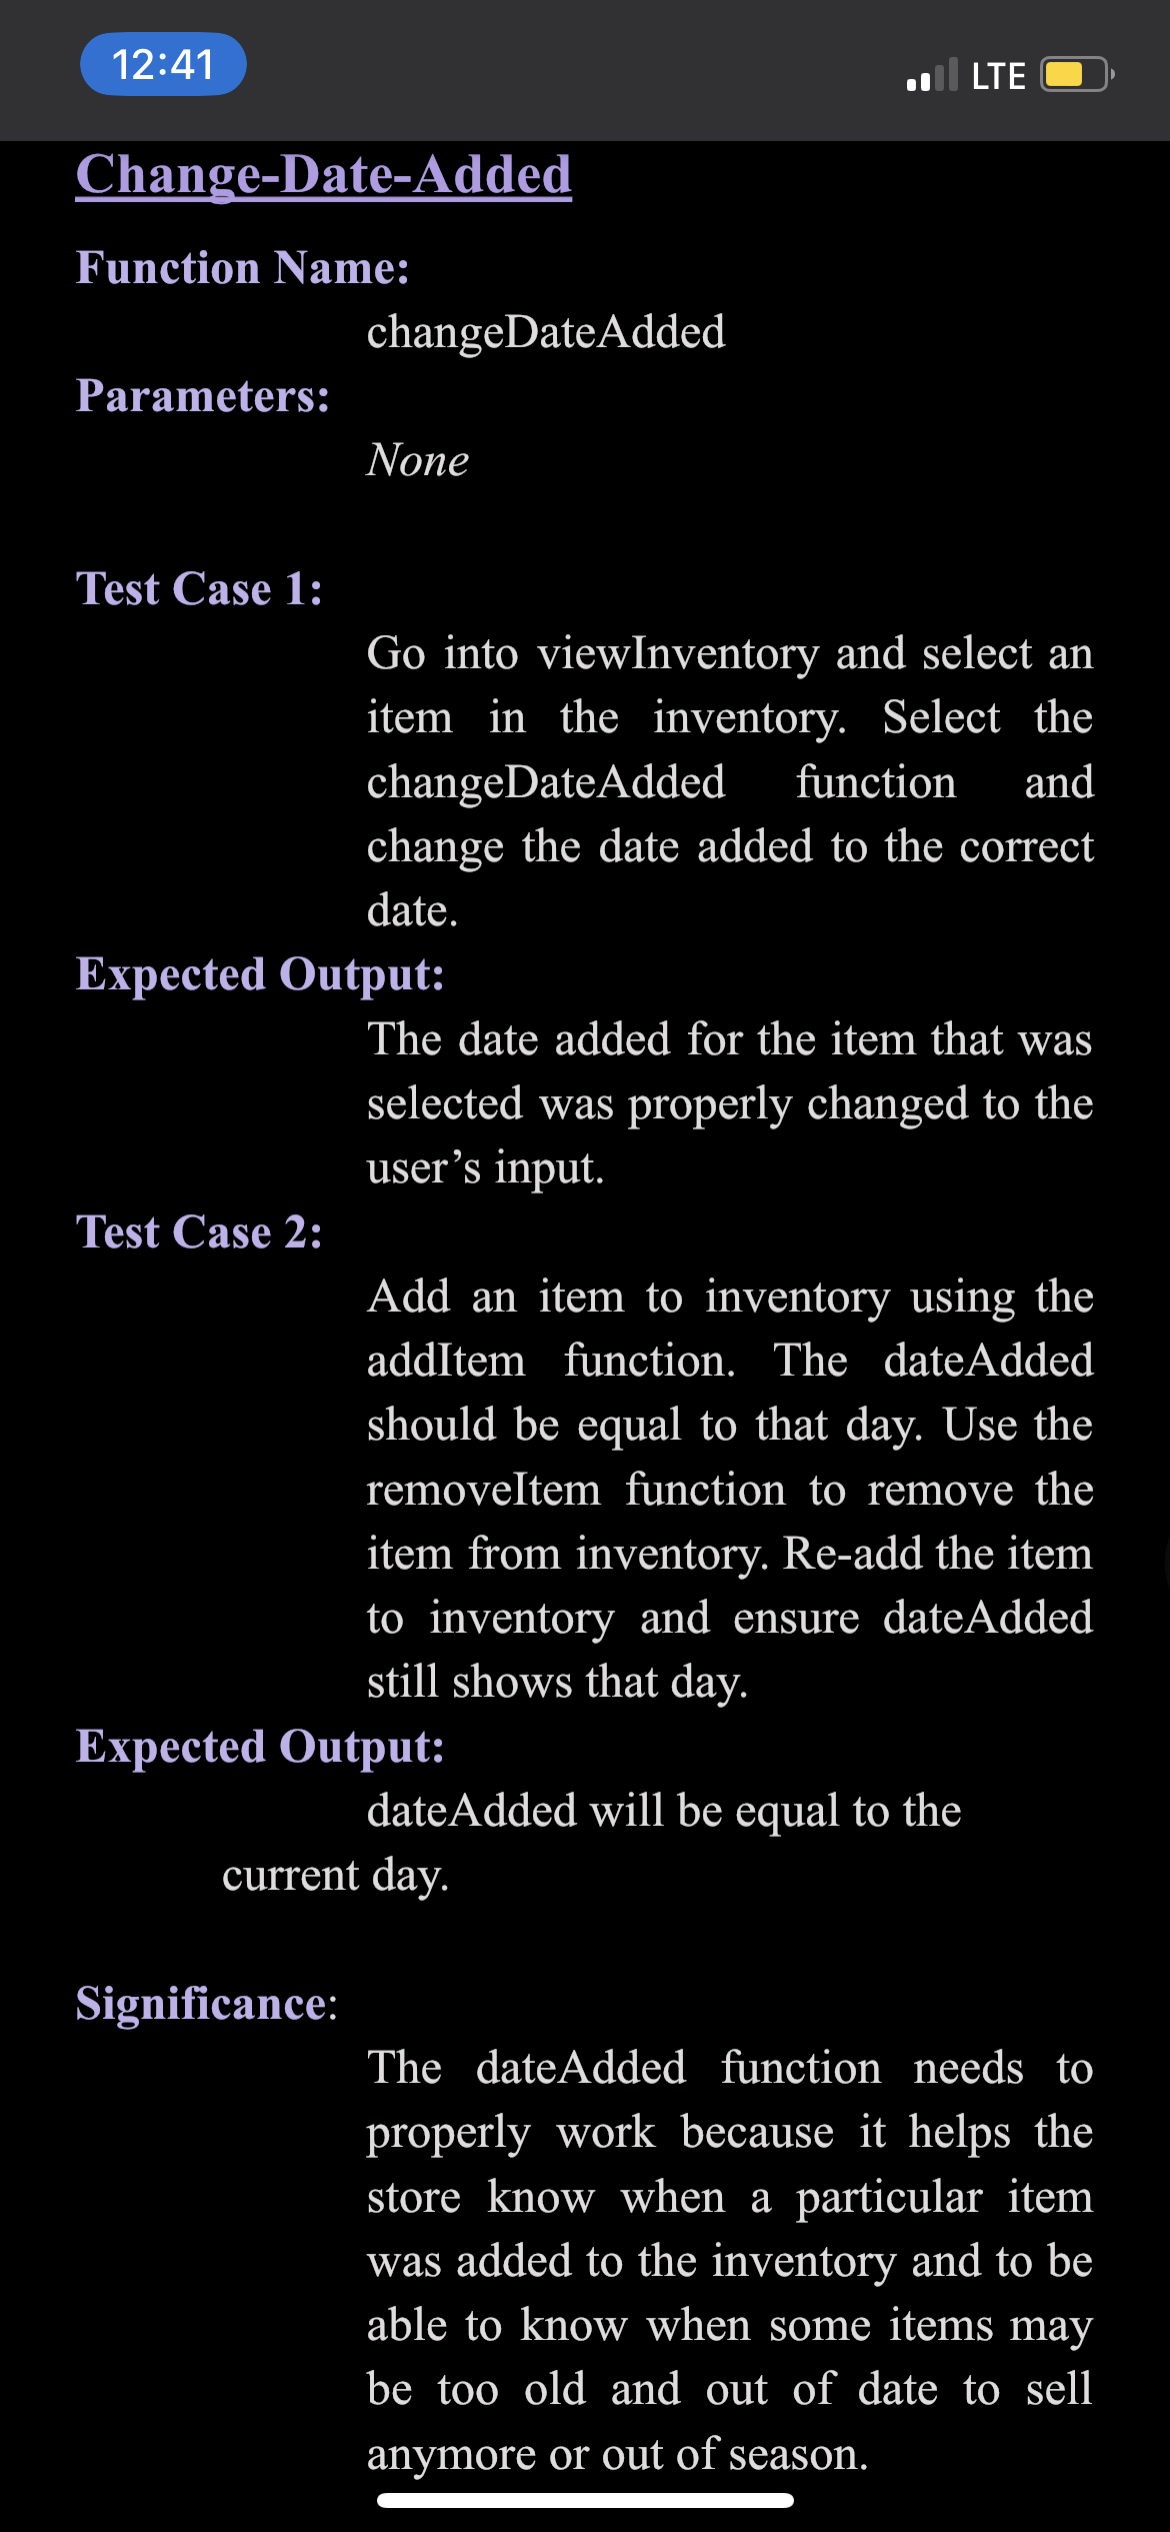 12:41
LTE
Change-Date-Added
Function Name:
changeDateAdded
Parameters:
None
Test Case 1:
Go into viewInventory and select an
item in the inventory. Select the
changeDateAdded function and
change the date added to the correct
date.
Expected Output:
The date added for the item that was
selected was properly changed to the
user’s input.
Test Case 2:
Add an item to inventory using the
addItem function. The dateAdded
should be equal to that day. Use the
removeItem function to remove the
item from inventory. Re-add the item
to inventory and ensure dateAdded
still shows that day.
Expected Output:
dateAdded will be equal to the
current day.
Significance:
The dateAdded function needs to
properly work because it helps the
store know when a particular item
was added to the inventory and to be
able to know when some items may
be too old and out of date to sell
anymore or out of season.